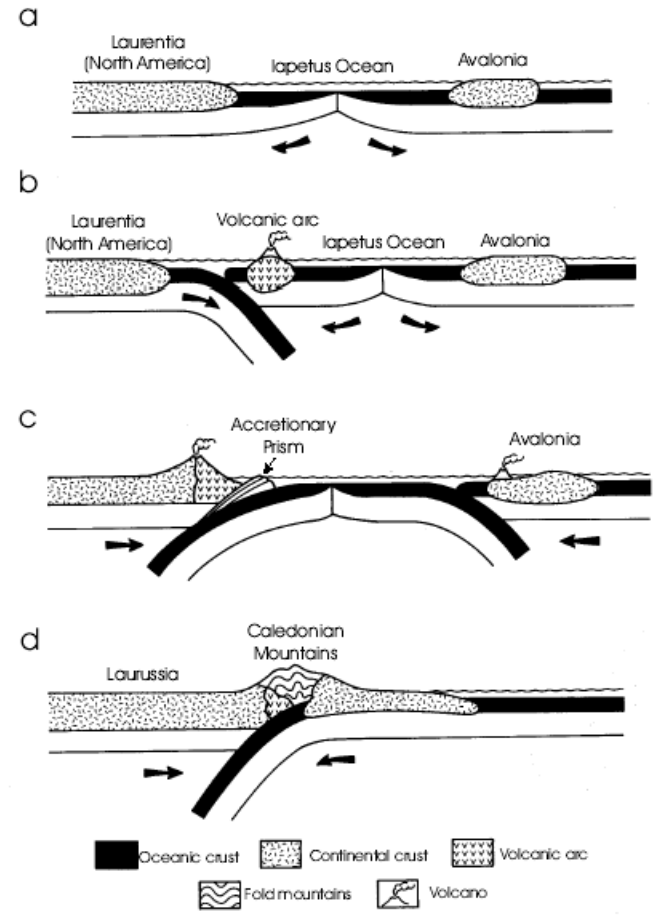 a
Laurentia
(North America)
Iapetus Ocean
Avalonia
b
Laurentia
(North America)
Volcanic arc
Iapetus Ocean
Avalonia
c
Accretionary
Prism
Avalonia
d
Caledonian
Mountains
Laurussia
Oceanic crust
Continental crust
Volcanic arc
Fold mountains
Volcano